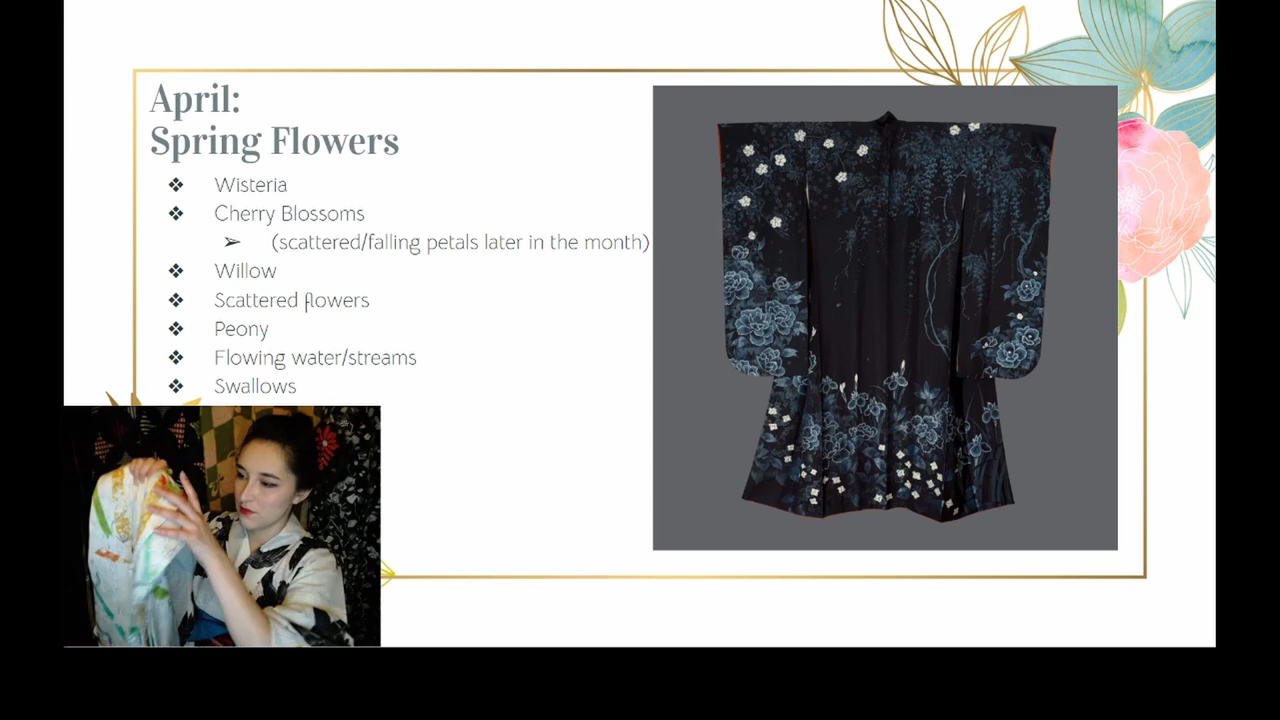 April:
Spring Flowers
❖ Wisteria
❖ Cherry Blossoms
➢ (scattered/falling petals later in the month)
❖ Willow
❖ Scattered flowers
❖ Peony
❖ Flowing water/streams
❖ Swallows